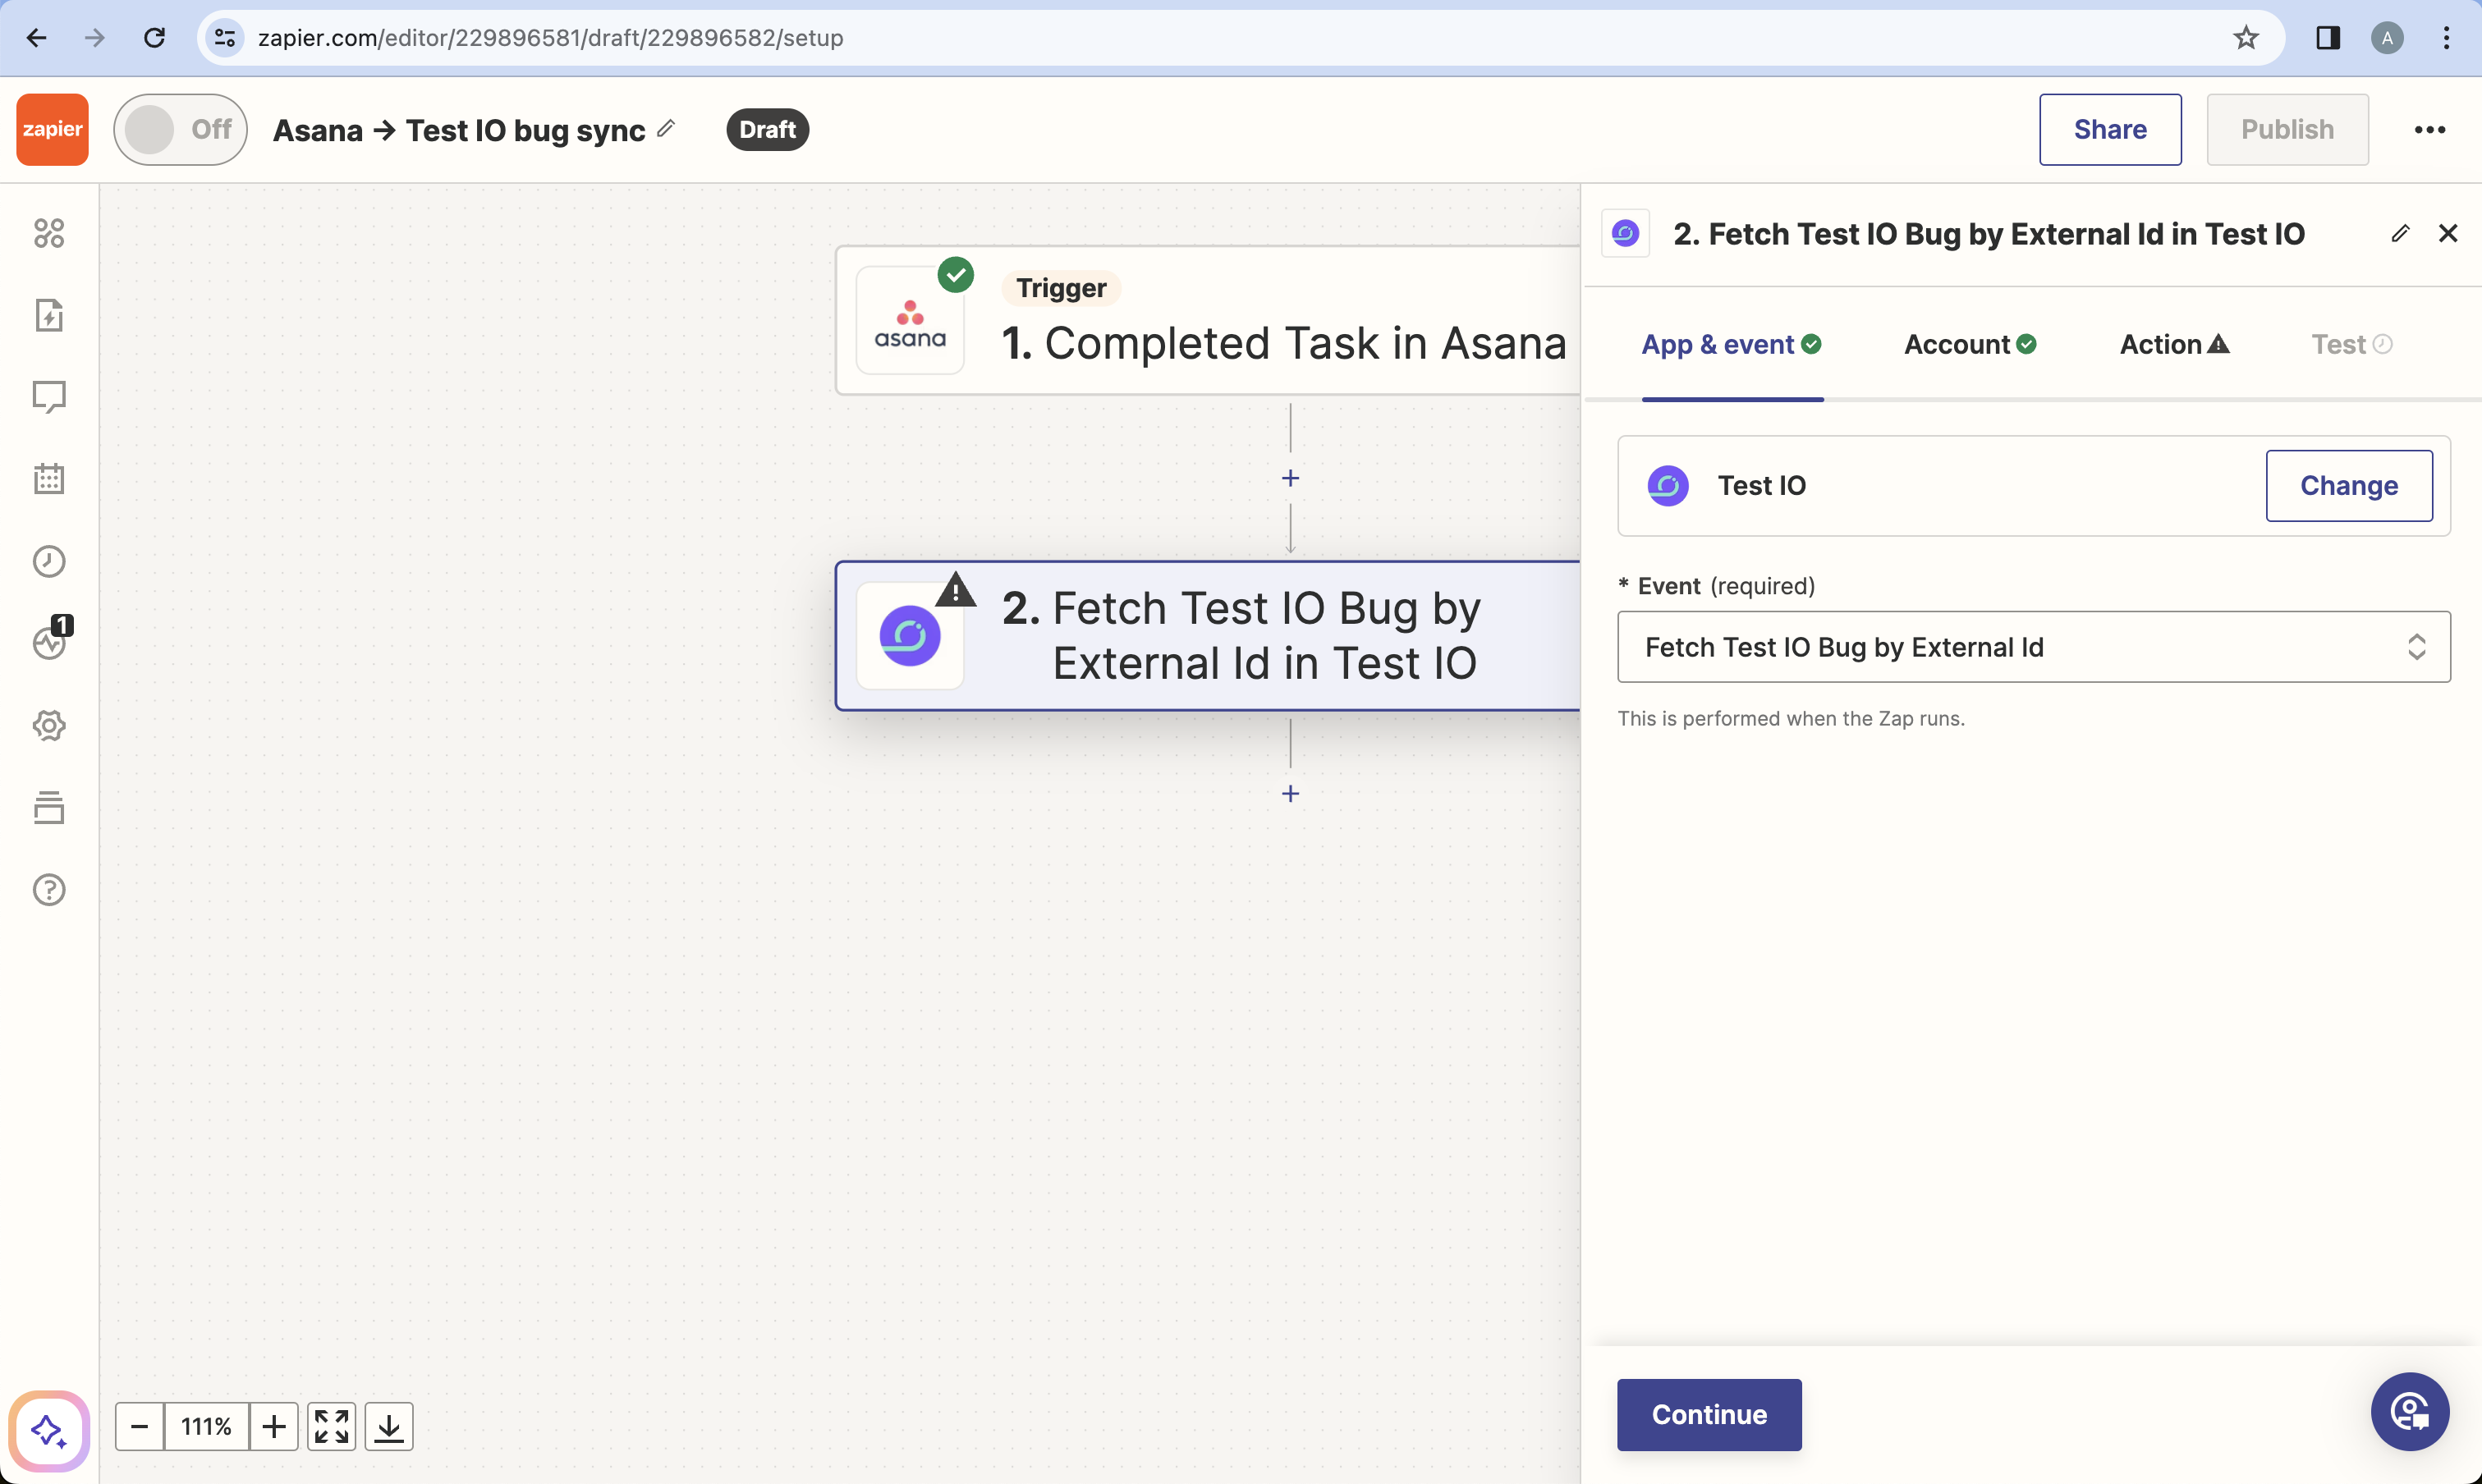 zapier.com/editor/229896581/draft/229896582/setup
A
zapier
Off
Asana → Test IO bug sync
Draft
Share
Publish
asana
Trigger
1. Completed Task in Asana
2. Fetch Test IO Bug by
External Id in Test IO
1
111%
2. Fetch Test IO Bug by External Id in Test IO
App & event
Account
Action
Test
Test IO
Change
* Event (required)
Fetch Test IO Bug by External Id
This is performed when the Zap runs.
Continue